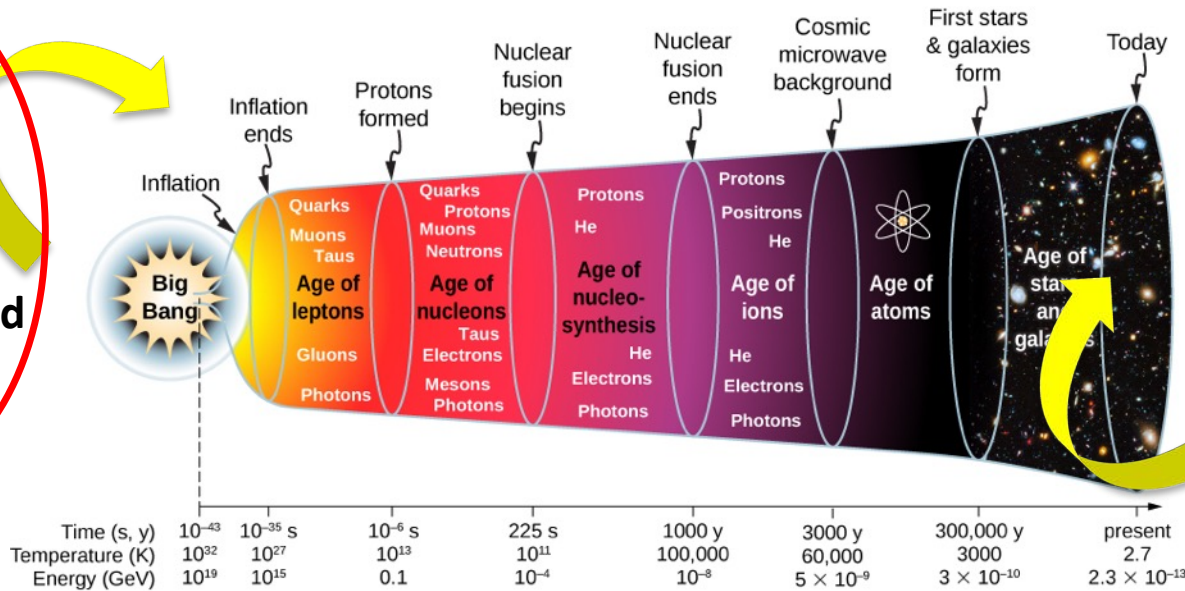 d
Big
Bang
Inflation
Inflation
ends
Protons
formed
Nuclear
fusion
begins
Nuclear
fusion
ends
Cosmic
microwave
background
First stars
& galaxies
form
Today
Quarks
Muons
Taus
Age of
leptons
Gluons
Photons
Quarks
Protons
Muons
Neutrons
Age of
nucleons
Taus
Electrons
Mesons
Photons
Protons
He
Age of
nucleo-
synthesis
He
Electrons
Photons
Protons
Positrons
He
Age of
ions
He
Electrons
Photons
Age of
atoms
Age of
Time (s, y) 10⁻⁴³ 10⁻³⁵ s 10⁻⁶ s 225 s 1000 y 3000 y 300,000 y present
Temperature (K) 10³² 10²⁷ 10¹³ 10¹¹ 100,000 60,000 3000 2.7
Energy (GeV) 10¹⁹ 10¹⁵ 0.1 10⁻⁴ 10⁻⁸ 5 × 10⁻⁹ 3 × 10⁻¹⁰ 2.3 × 10⁻¹³